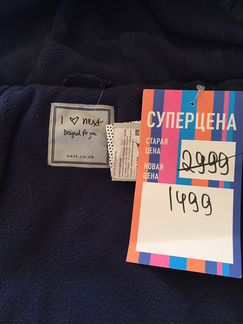 I ♡ next
Designed for you
next.co.uk
СУПЕРЦЕНА
СТАРАЯ
ЦЕНА
2999
НОВАЯ
ЦЕНА
1499